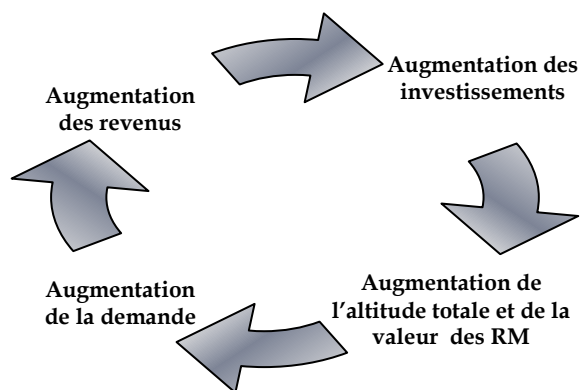 Augmentation
des revenus
Augmentation des
investissements
Augmentation de
l’altitude totale et de la
valeur des RM
Augmentation
de la demande